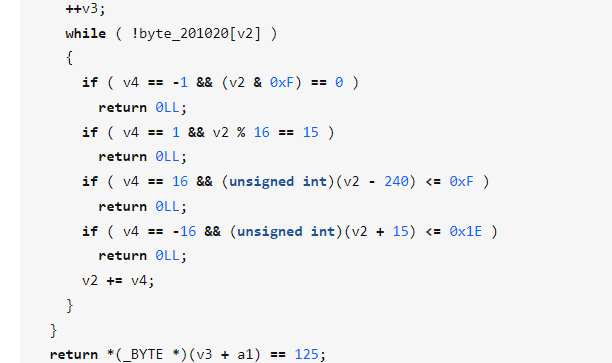 ++v3;
while ( !byte_201020[v2] )
{
if ( v4 == -1 && (v2 & 0xF) == 0 )
return 0LL;
if ( v4 == 1 && v2 % 16 == 15 )
return 0LL;
if ( v4 == 16 && (unsigned int)(v2 - 240) <= 0xF )
return 0LL;
if ( v4 == -16 && (unsigned int)(v2 + 15) <= 0x1E )
return 0LL;
v2 += v4;
}
}
return *(_BYTE *)(v3 + a1) == 125;